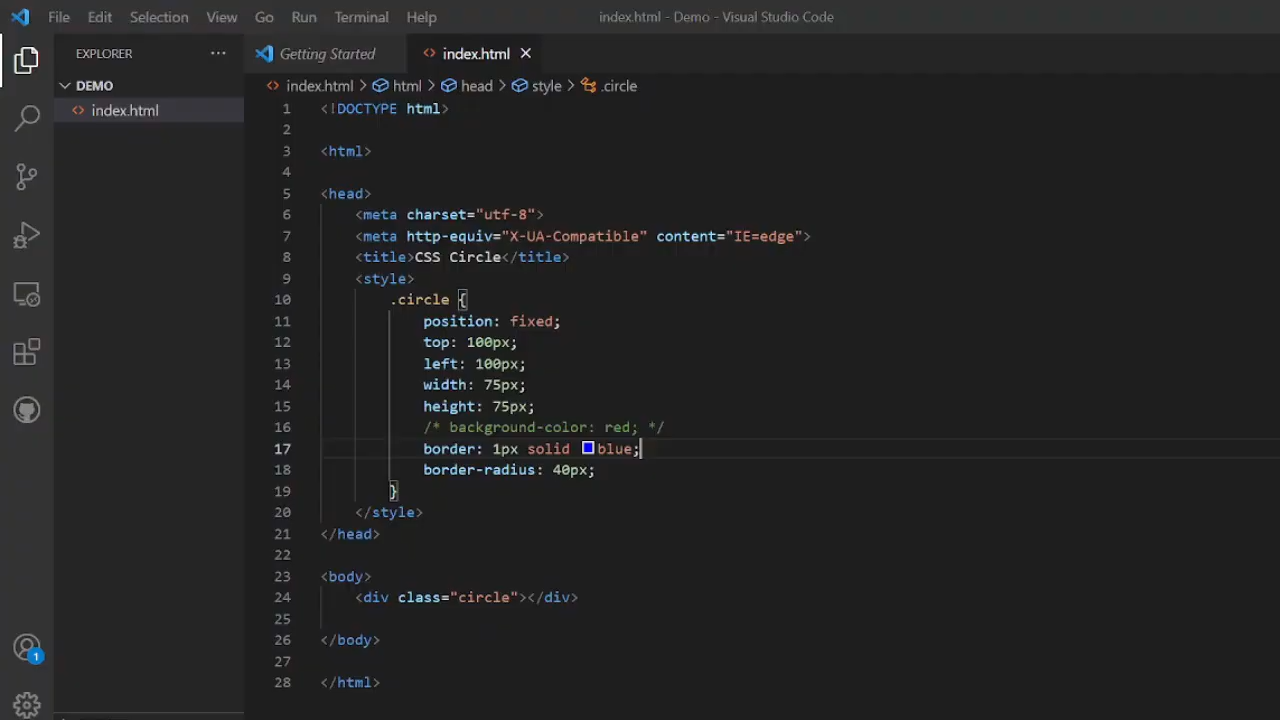 File Edit Selection View Go Run Terminal Help index.html - Demo - Visual Studio Code
EXPLORER ··· Getting Started <> index.html ×
DEMO
<> index.html
<> index.html > html > head > style > .circle
1 <!DOCTYPE html>
2
3 <html>
4
5 <head>
6 <meta charset="utf-8">
7 <meta http-equiv="X-UA-Compatible" content="IE=edge">
8 <title>CSS Circle</title>
9 <style>
10 .circle {
11 position: fixed;
12 top: 100px;
13 left: 100px;
14 width: 75px;
15 height: 75px;
16 /* background-color: red; */
17 border: 1px solid blue;
18 border-radius: 40px;
19 }
20 </style>
21 </head>
22
23 <body>
24 <div class="circle"></div>
25
26 </body>
27
28 </html>
1